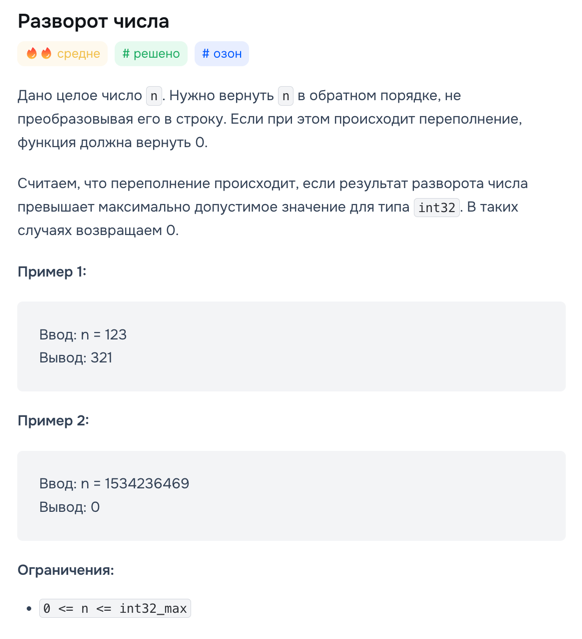 Разворот числа
🔥🔥 средне # решено # озон
Дано целое число n. Нужно вернуть n в обратном порядке, не
преобразовывая его в строку. Если при этом происходит переполнение,
функция должна вернуть 0.
Считаем, что переполнение происходит, если результат разворота числа
превышает максимально допустимое значение для типа int32. В таких
случаях возвращаем 0.
Пример 1:
Ввод: n = 123
Вывод: 321
Пример 2:
Ввод: n = 1534236469
Вывод: 0
Ограничения:
• 0 <= n <= int32_max